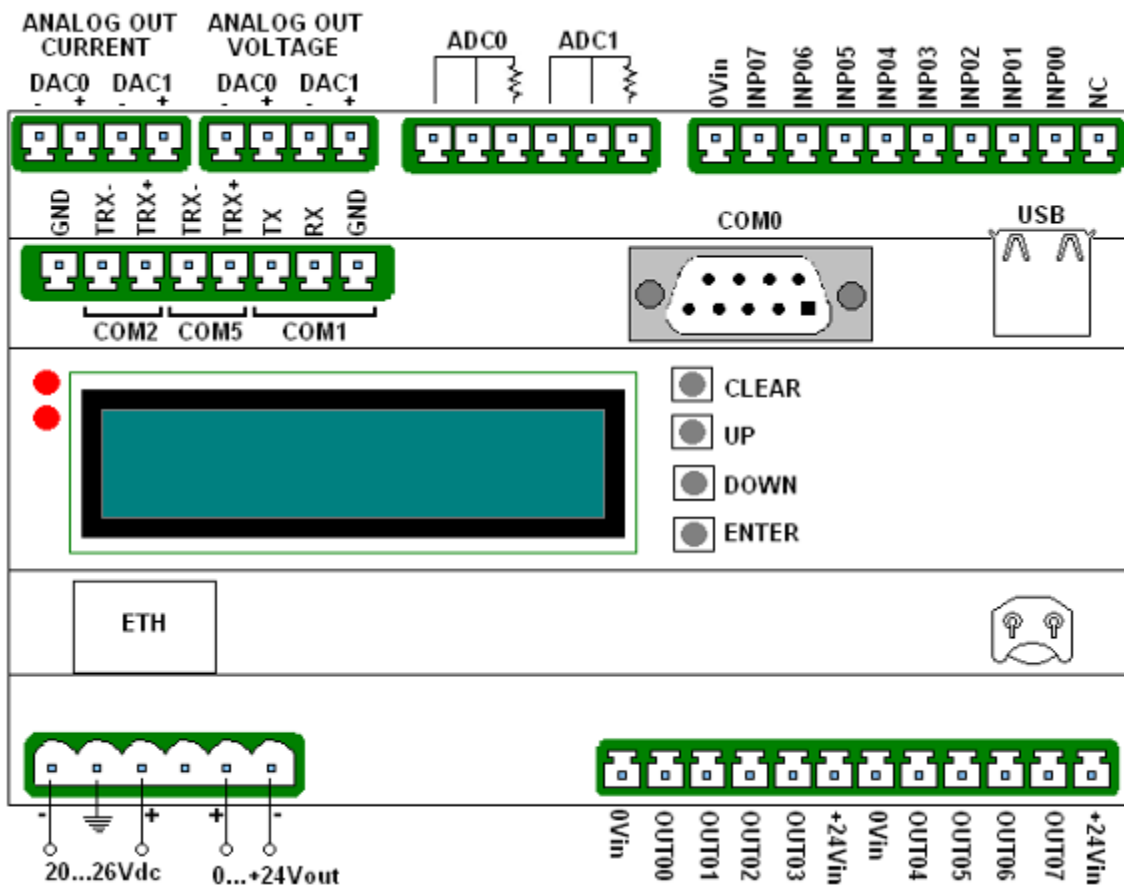 ANALOG OUT CURRENT
ANALOG OUT VOLTAGE
DAC0 DAC1
- + - +
DAC0 DAC1
- + - +
ADC0 ADC1
0Vin INP07 INP06 INP05 INP04 INP03 INP02 INP01 INP00 NC
GND TRX- TRX+ TRX- TRX+ TX RX GND
COM2 COM5 COM1
COM0
USB
CLEAR
UP
DOWN
ENTER
ETH
- + + -
20...26Vdc 0...+24Vout
0Vin OUT00 OUT01 OUT02 OUT03 +24Vin 0Vin OUT04 OUT05 OUT06 OUT07 +24Vin